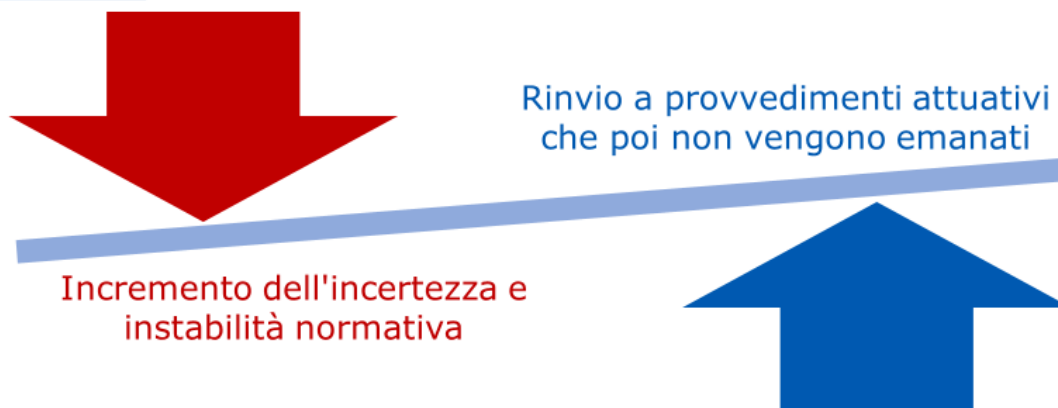 Rinvio a provvedimenti attuativi
che poi non vengono emanati
Incremento dell'incertezza e
instabilità normativa